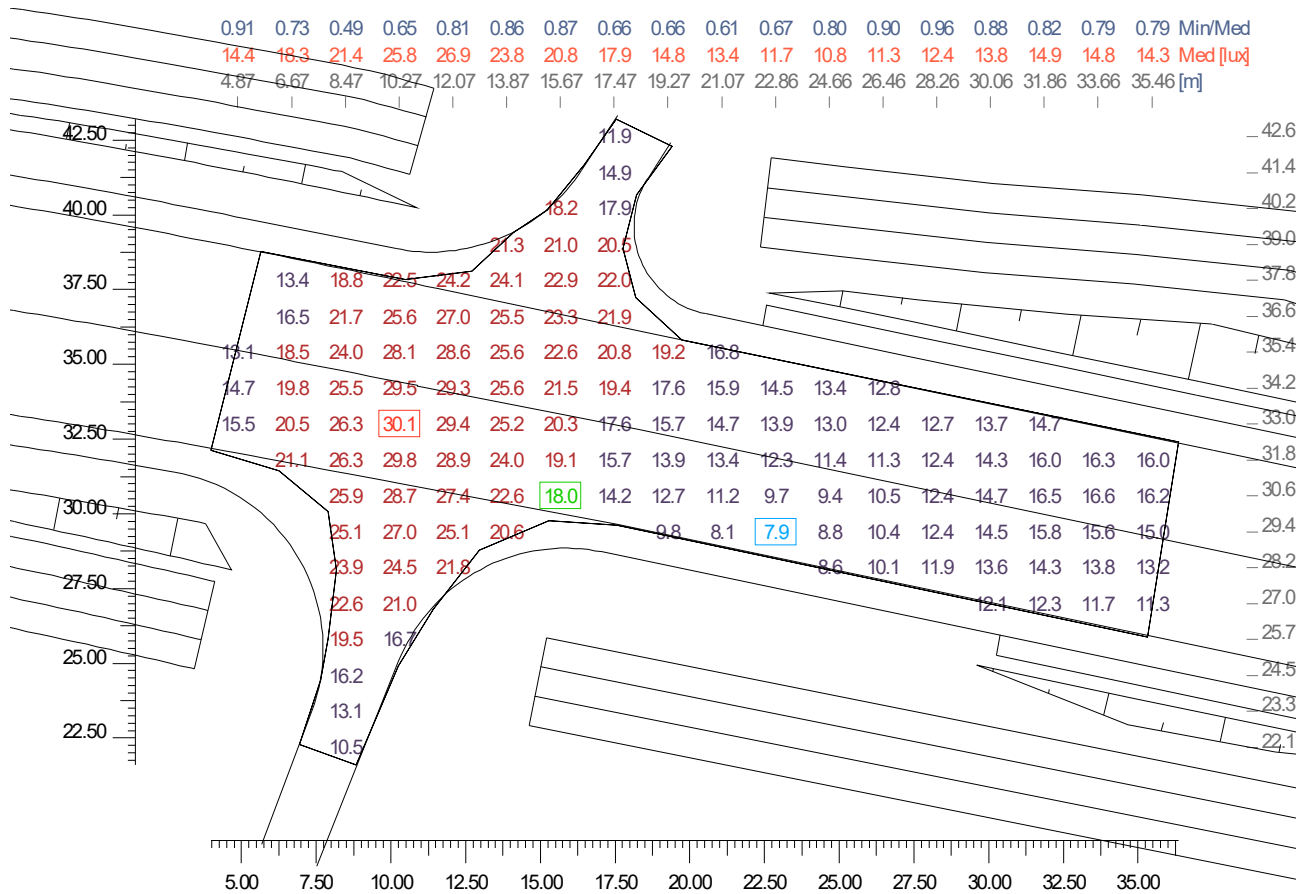 0.91 0.73 0.49 0.65 0.81 0.86 0.87 0.66 0.66 0.61 0.67 0.80 0.90 0.96 0.88 0.82 0.79 0.79 Min/Med
14.4 18.3 21.4 25.8 26.9 23.8 20.8 17.9 14.8 13.4 11.7 10.8 11.3 12.4 13.8 14.9 14.8 14.3 Med [lux]
4.87 6.67 8.47 10.27 12.07 13.87 15.67 17.47 19.27 21.07 22.86 24.66 26.46 28.26 30.06 31.86 33.66 35.46 [m]
42.50 11.9 42.6
14.9 41.4
40.00 18.2 17.9 40.2
21.3 21.0 20.5 39.0
37.50 13.4 18.8 22.5 24.2 24.1 22.9 22.0 37.8
16.5 21.7 25.6 27.0 25.5 23.3 21.9 36.6
35.00 13.1 18.5 24.0 28.1 28.6 25.6 22.6 20.8 19.2 16.8 35.4
14.7 19.8 25.5 29.5 29.3 25.6 21.5 19.4 17.6 15.9 14.5 13.4 12.8 34.2
32.50 15.5 20.5 26.3 30.1 29.4 25.2 20.3 17.6 15.7 14.7 13.9 13.0 12.4 12.7 13.7 14.7 33.0
21.1 26.3 29.8 28.9 24.0 19.1 15.7 13.9 13.4 12.3 11.4 11.3 12.4 14.3 16.0 16.3 16.0 31.8
30.00 25.9 28.7 27.4 22.6 18.0 14.2 12.7 11.2 9.7 9.4 10.5 12.4 14.7 16.5 16.6 16.2 30.6
25.1 27.0 25.1 20.6 9.8 8.1 7.9 8.8 10.4 12.4 14.5 15.8 15.6 15.0 29.4
27.50 23.9 24.5 21.8 8.6 10.1 11.9 13.6 14.3 13.8 13.2 28.2
22.6 21.0 12.1 12.3 11.7 11.3 27.0
25.00 19.5 16.7 25.7
16.2 24.5
22.50 13.1 23.3
10.5 22.1
5.00 7.50 10.00 12.50 15.00 17.50 20.00 22.50 25.00 27.50 30.00 32.50 35.00